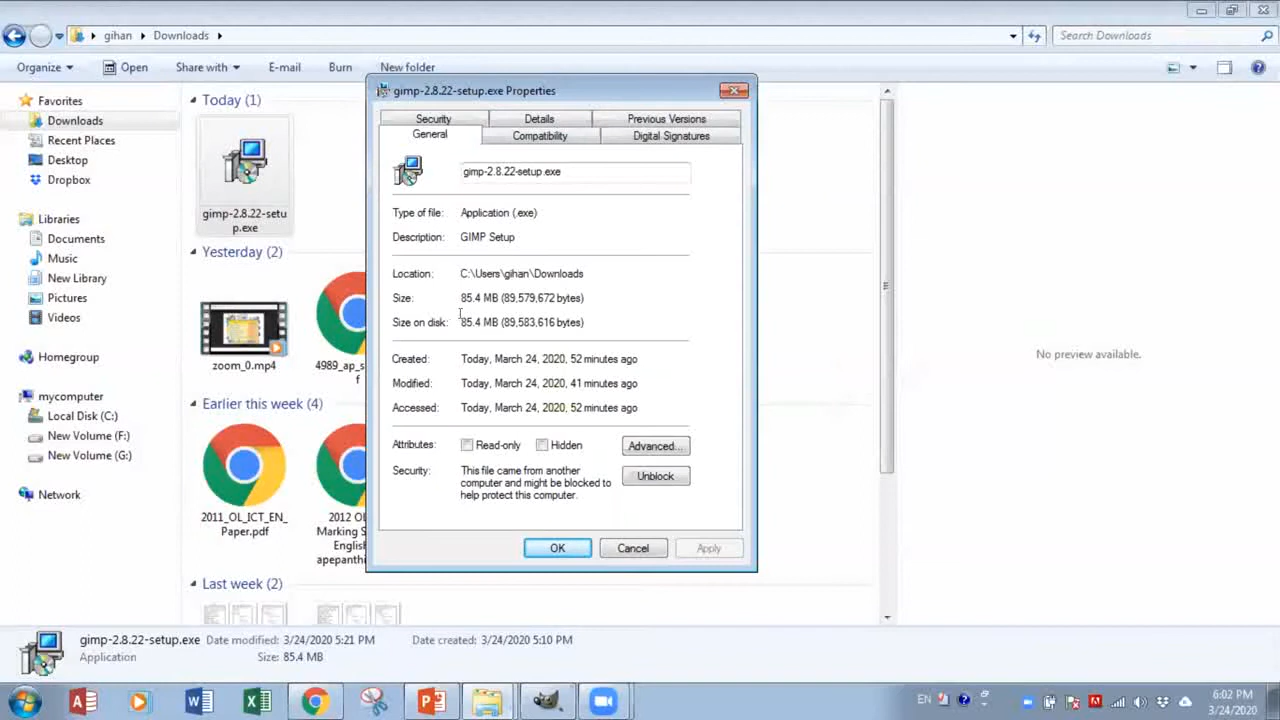 gihan Downloads
Search Downloads
Organize Open Share with E-mail Burn New folder
Favorites
Downloads
Recent Places
Desktop
Dropbox
Libraries
Documents
Music
New Library
Pictures
Videos
Homegroup
mycomputer
Local Disk (C:)
New Volume (F:)
New Volume (G:)
Network
Today (1)
gimp-2.8.22-setu
p.exe
Yesterday (2)
zoom_0.mp4
4989_ap_s
f
Earlier this week (4)
2011_OL_ICT_EN_
Paper.pdf
2012 OL
Marking S
English
apepanthi
Last week (2)
gimp-2.8.22-setup.exe Properties
Security Details Previous Versions
General Compatibility Digital Signatures
gimp-2.8.22-setup.exe
Type of file: Application (.exe)
Description: GIMP Setup
Location: C:\Users\gihan\Downloads
Size: 85.4 MB (89,579,672 bytes)
Size on disk: 85.4 MB (89,583,616 bytes)
Created: Today, March 24, 2020, 52 minutes ago
Modified: Today, March 24, 2020, 41 minutes ago
Accessed: Today, March 24, 2020, 52 minutes ago
Attributes: Read-only Hidden Advanced...
Security: This file came from another
computer and might be blocked to
help protect this computer.
Unblock
OK Cancel Apply
No preview available.
gimp-2.8.22-setup.exe Date modified: 3/24/2020 5:21 PM Date created: 3/24/2020 5:10 PM
Application Size: 85.4 MB
EN
6:02 PM
3/24/2020